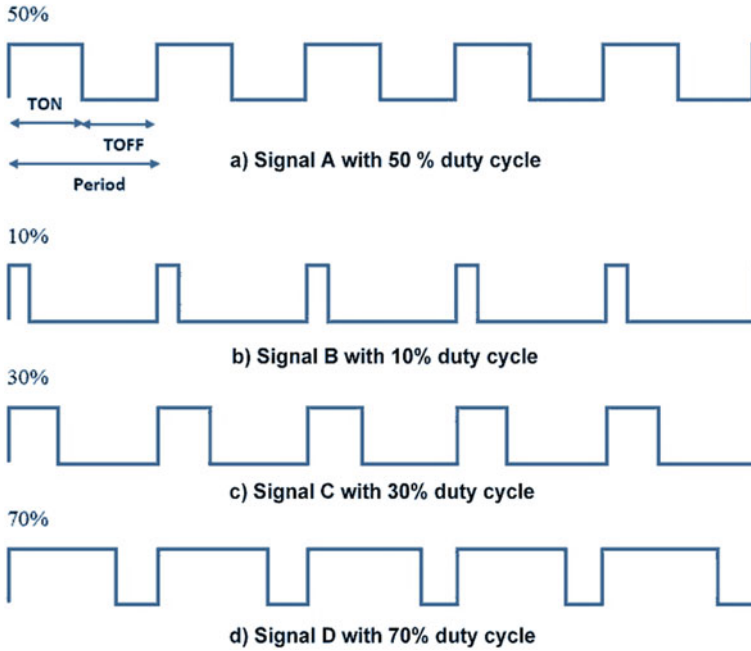 50%
TON
TOFF
Period
a) Signal A with 50 % duty cycle
10%
b) Signal B with 10% duty cycle
30%
c) Signal C with 30% duty cycle
70%
d) Signal D with 70% duty cycle